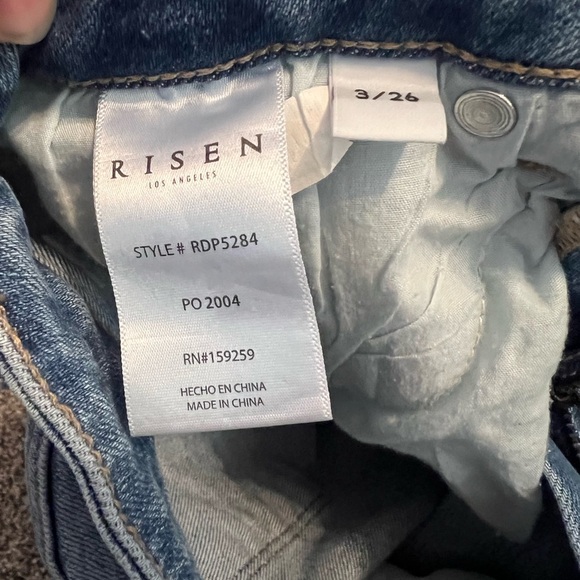 RISEN
LOS ANGELES
STYLE # RDP5284
PO 2004
RN#159259
HECHO EN CHINA
MADE IN CHINA
3/26